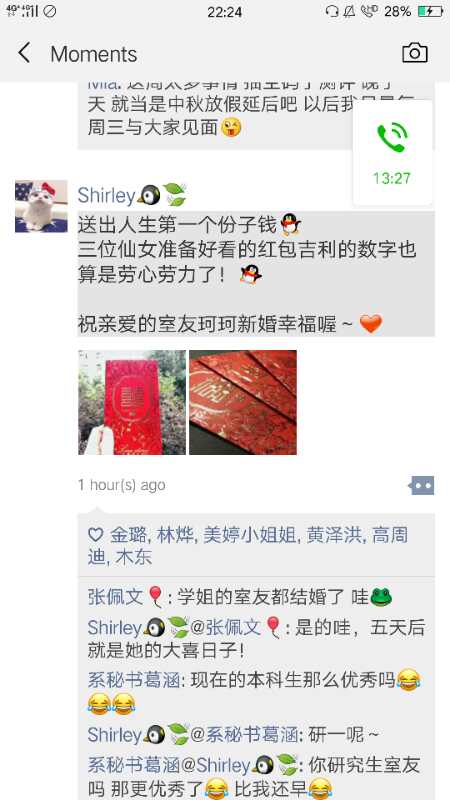 22:24
28%
Moments
天 就当是中秋放假延后吧 以后我
周三与大家见面😜
13:27
Shirley🐧🌿
送出人生第一个份子钱🐧
三位仙女准备好看的红包吉利的数字也
算是劳心劳力了！🐧
祝亲爱的室友珂珂新婚幸福喔 ~ ❤️
1 hour(s) ago
金璐, 林烨, 美婷小姐姐, 黄泽洪, 高周
迪, 木东
张佩文🎈: 学姐的室友都结婚了 哇🐸
Shirley🐧🌿@张佩文🎈: 是的哇，五天后
就是她的大喜日子！
系秘书葛涵: 现在的本科生那么优秀吗😂
😂😂
Shirley🐧🌿@系秘书葛涵: 研一呢 ~
系秘书葛涵@Shirley🐧🌿: 你研究生室友
吗 那更优秀了😂 比我还早😂